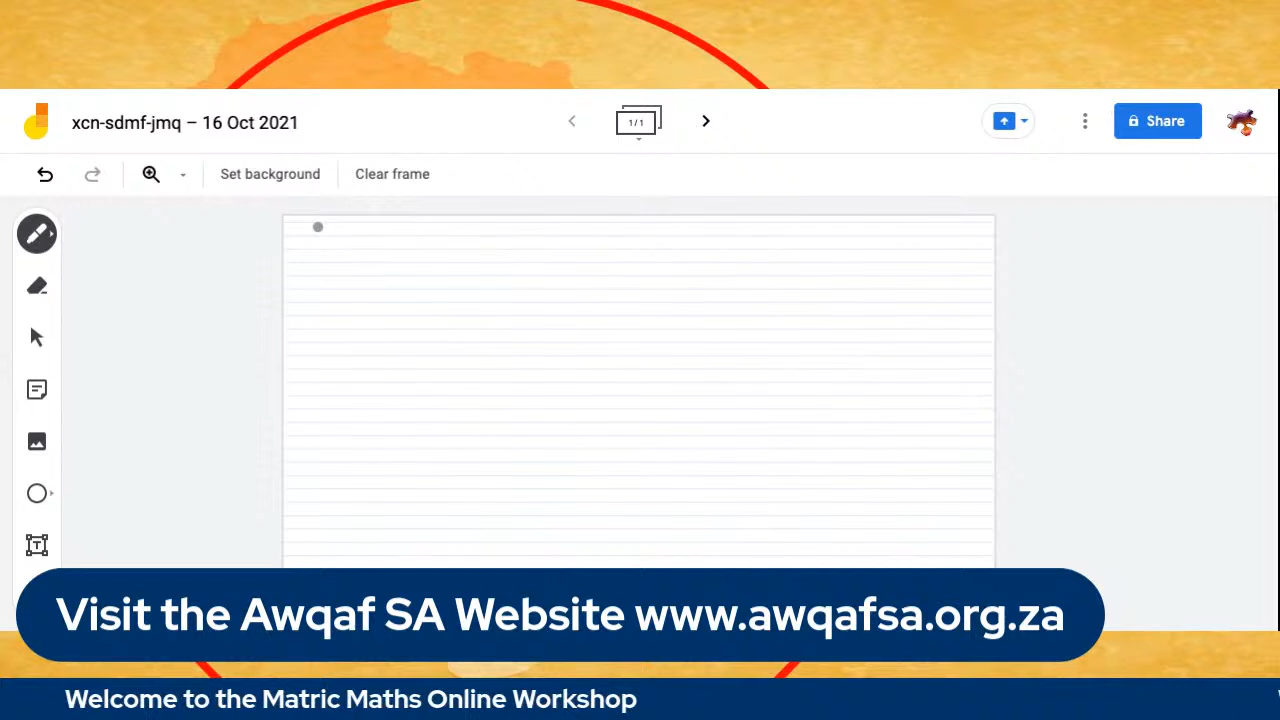 xcn-sdmf-jmq – 16 Oct 2021
1/1
Share
Set background
Clear frame
T
Visit the Awqaf SA Website www.awqafsa.org.za
Welcome to the Matric Maths Online Workshop